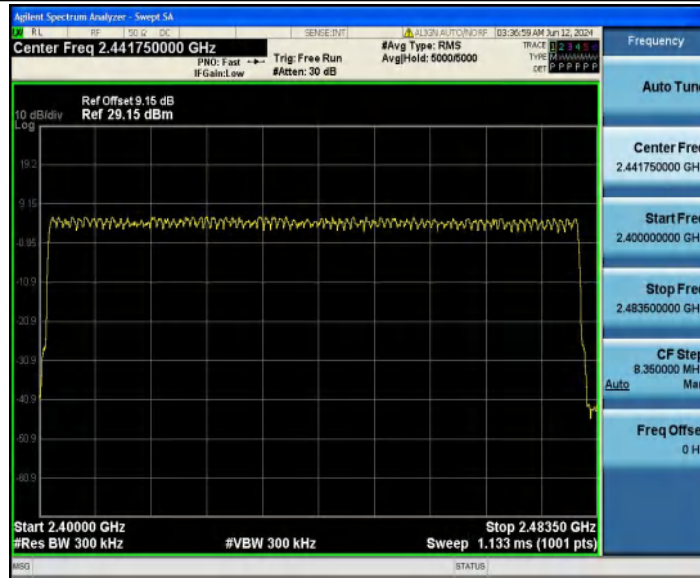 Agilent Spectrum Analyzer - Swept SA
RL RF 50 Ω DC SENSE:INT ALIGN AUTO/NO RF 03:36:59 AM Jun 12, 2024
Center Freq 2.441750000 GHz
#Avg Type: RMS
TRACE 1 2 3 4 5 6
PNO: Fast
Trig: Free Run
Avg|Hold: 5000/5000
TYPE M
IFGain:Low
#Atten: 30 dB
DET P P P P P P
Ref Offset 9.15 dB
10 dB/div Ref 29.15 dBm
Log
19.2
9.15
-0.85
-10.9
-20.9
-30.9
-40.9
-50.9
-60.9
Start 2.40000 GHz Stop 2.48350 GHz
#Res BW 300 kHz #VBW 300 kHz Sweep 1.133 ms (1001 pts)
MSG STATUS
Frequency
Auto Tun
Center Fre
2.441750000 GH
Start Fre
2.400000000 GH
Stop Fre
2.483500000 GH
CF Step
8.350000 MH
Auto Ma
Freq Offse
0 H